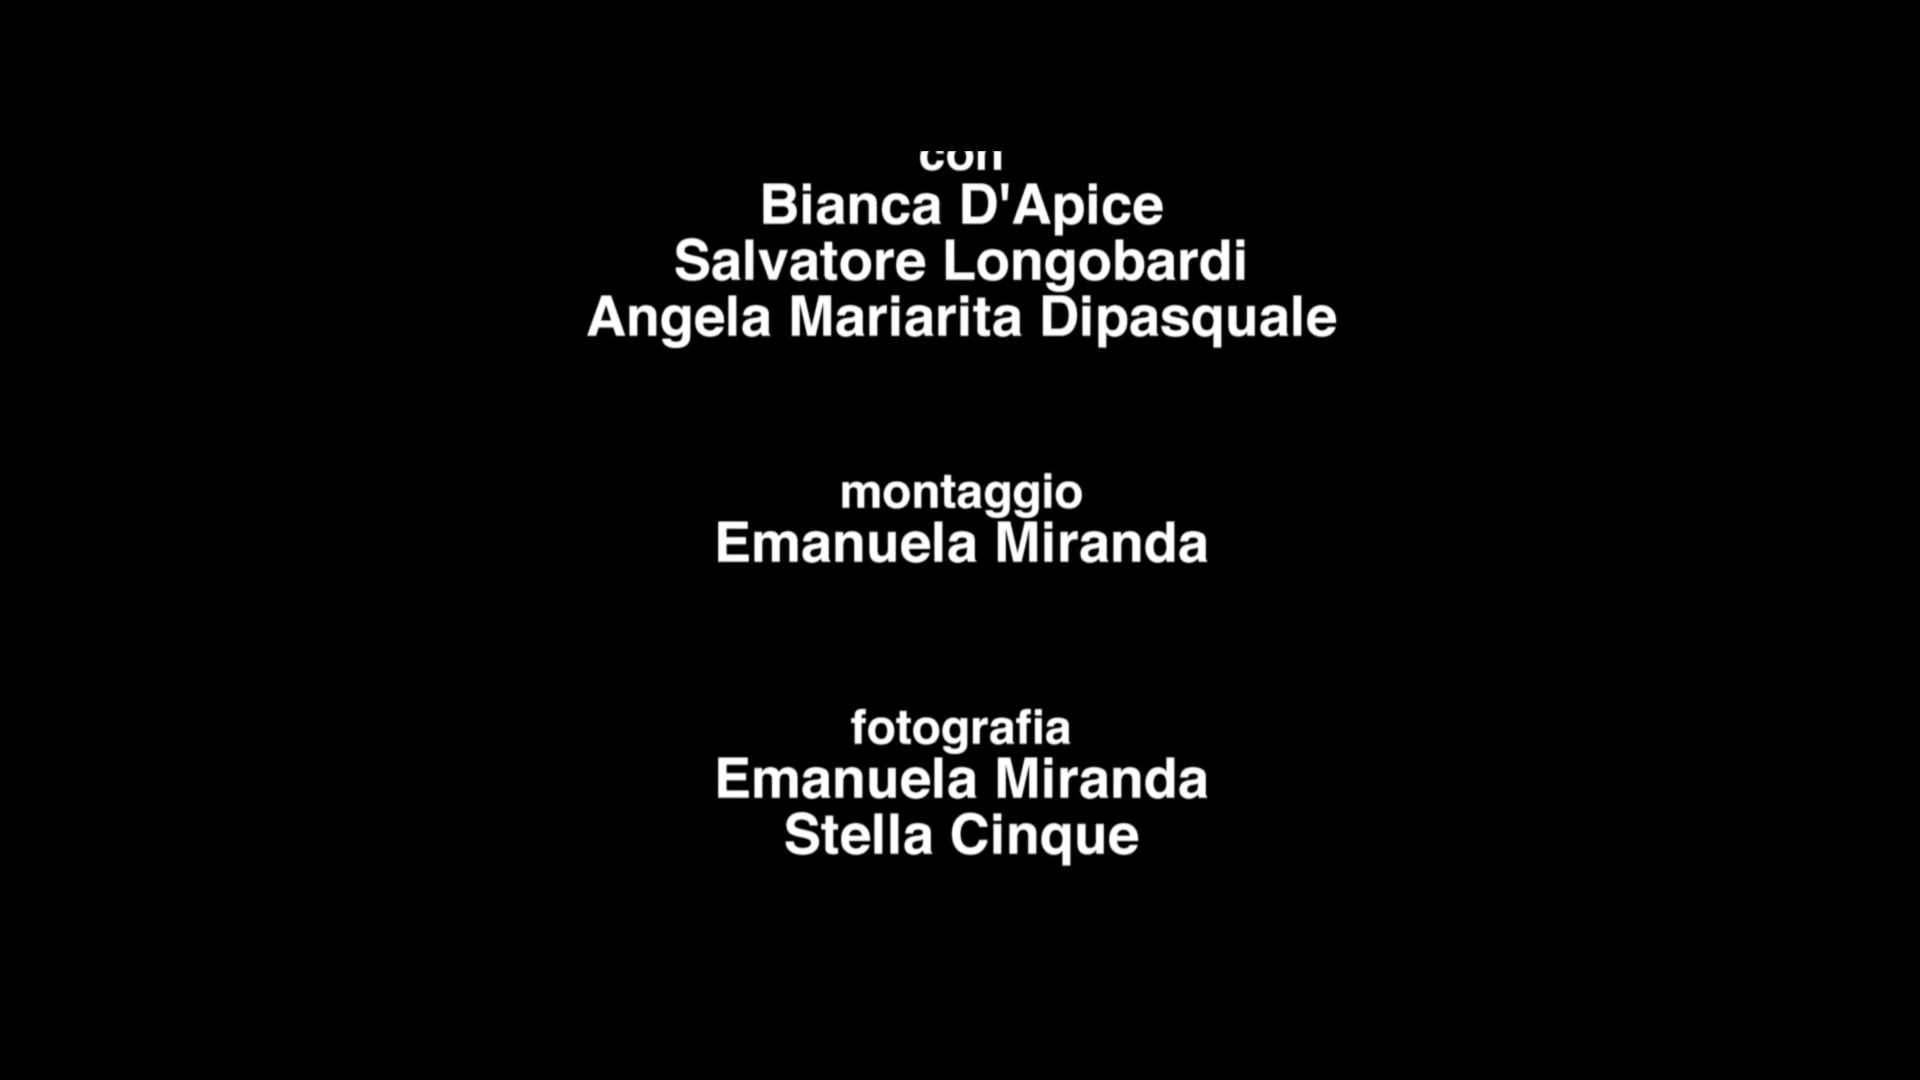 con
Bianca D'Apice
Salvatore Longobardi
Angela Mariarita Dipasquale
montaggio
Emanuela Miranda
fotografia
Emanuela Miranda
Stella Cinque